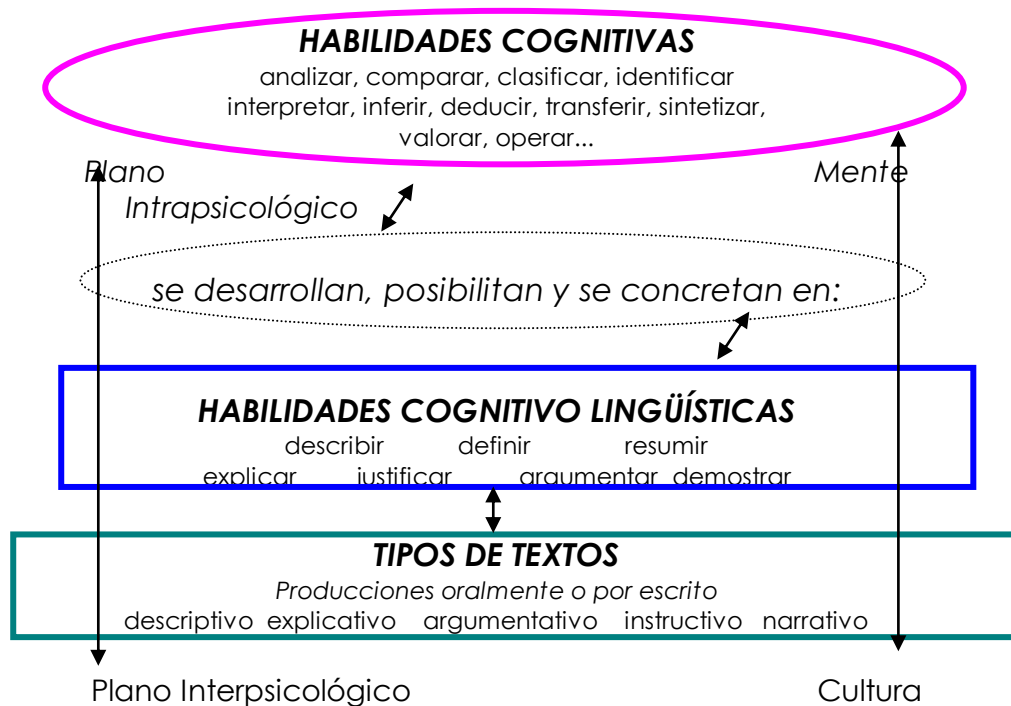 HABILIDADES COGNITIVAS
analizar, comparar, clasificar, identificar
interpretar, inferir, deducir, transferir, sintetizar,
valorar, operar...
Plano Mente
Intrapsicológico
se desarrollan, posibilitan y se concretan en:
HABILIDADES COGNITIVO LINGÜÍSTICAS
describir definir resumir
explicar justificar argumentar demostrar
TIPOS DE TEXTOS
Producciones oralmente o por escrito
descriptivo explicativo argumentativo instructivo narrativo
Plano Interpsicológico Cultura